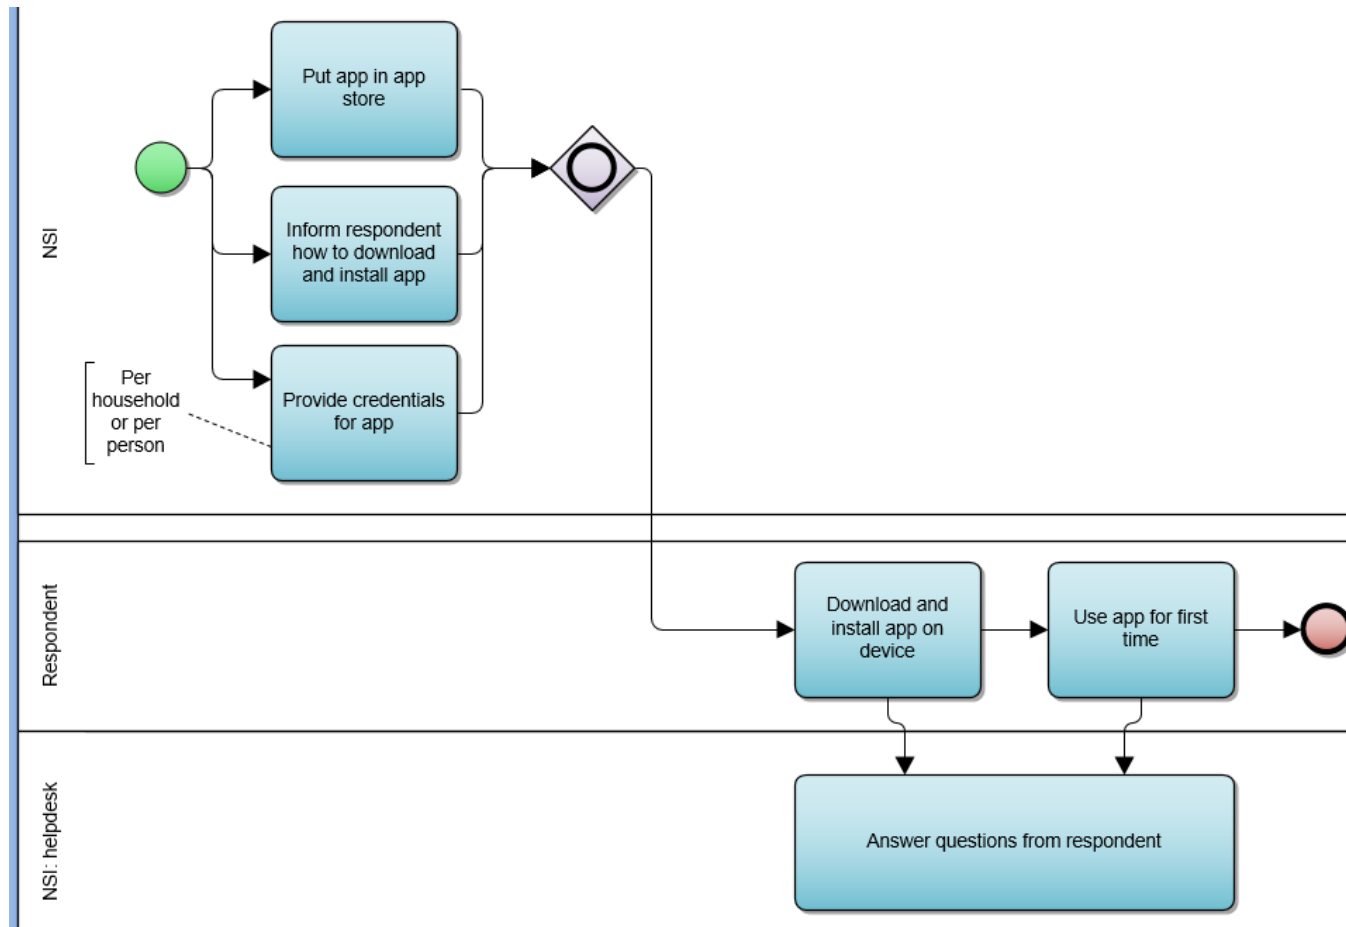 NSI
Put app in app
store
Inform respondent
how to download
and install app
Per
household
or per
person
Provide credentials
for app
Respondent
Download and
install app on
device
Use app for first
time
NSI: helpdesk
Answer questions from respondent